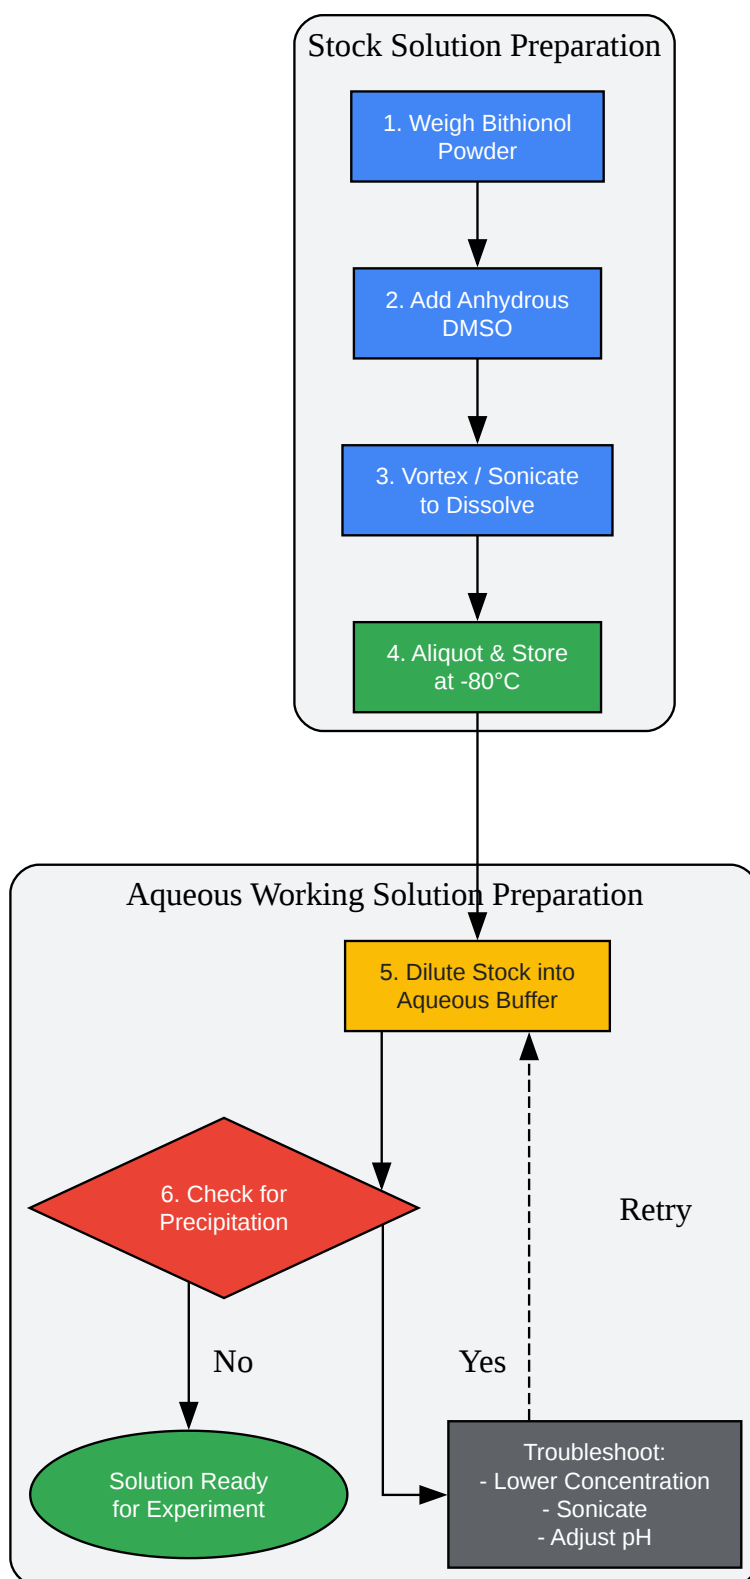 Stock Solution Preparation
1. Weigh Bithionol
Powder
2. Add Anhydrous
DMSO
3. Vortex / Sonicate
to Dissolve
4. Aliquot & Store
at -80°C
Aqueous Working Solution Preparation
5. Dilute Stock into
Aqueous Buffer
6. Check for
Precipitation
Retry
No
Yes
Solution Ready
for Experiment
Troubleshoot:
- Lower Concentration
- Sonicate
- Adjust pH